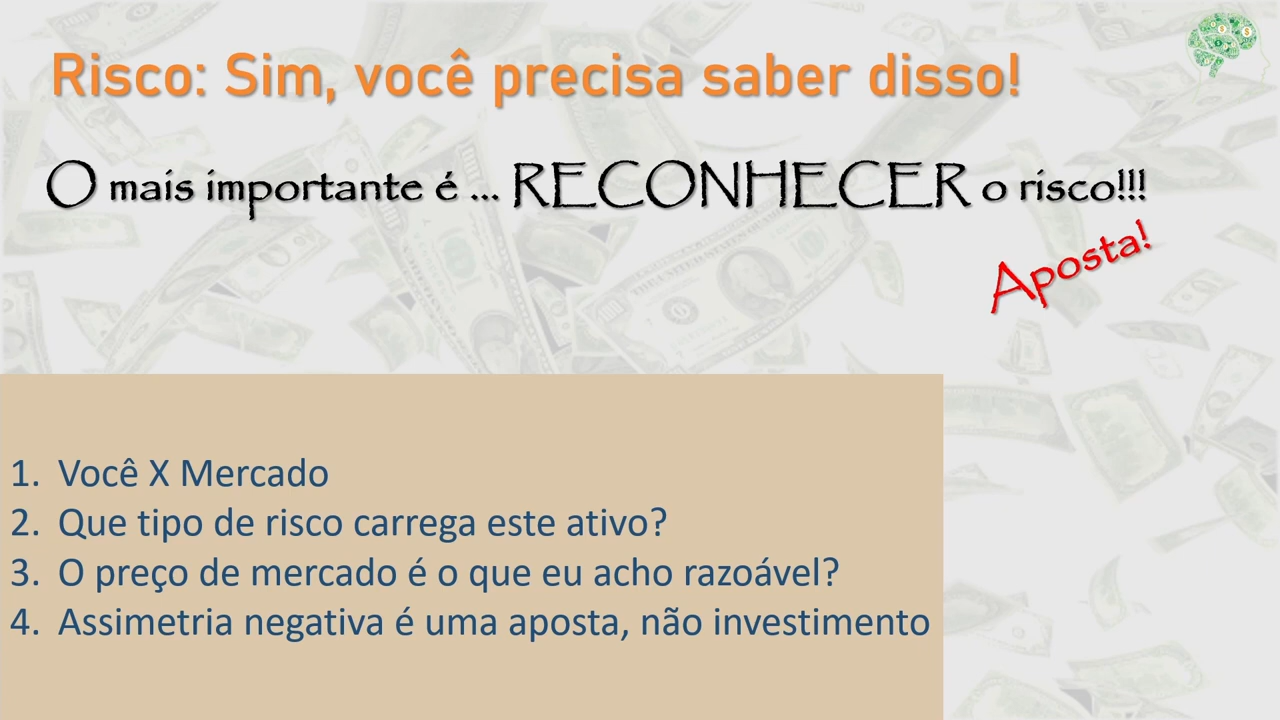 Risco: Sim, você precisa saber disso!
O mais importante é ... RECONHECER o risco!!!
Aposta!
1. Você X Mercado
2. Que tipo de risco carrega este ativo?
3. O preço de mercado é o que eu acho razoável?
4. Assimetria negativa é uma aposta, não investimento